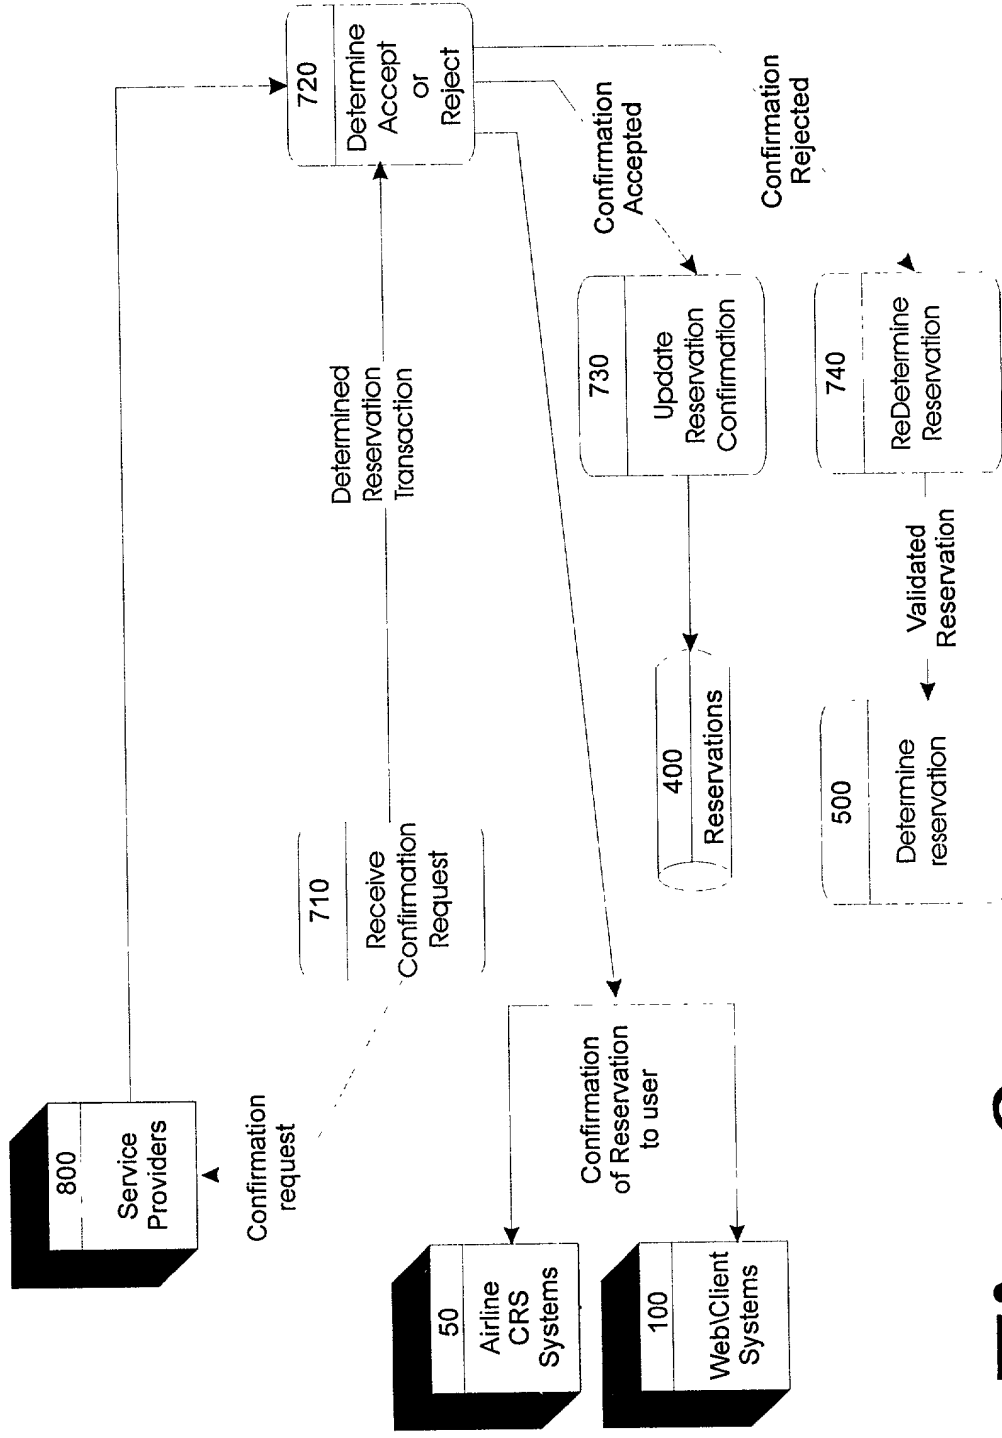 800
Service
Providers
Confirmation
request
50
Airline
CRS
Systems
100
Web\Client
Systems
Confirmation
of Reservation
to user
710
Receive
Confirmation
Request
Determined
Reservation
Transaction
720
Determine
Accept
or
Reject
Confirmation
Accepted
Confirmation
Rejected
730
Update
Reservation
Confirmation
400
Reservations
740
ReDetermine
Reservation
Validated
Reservation
500
Determine
reservation